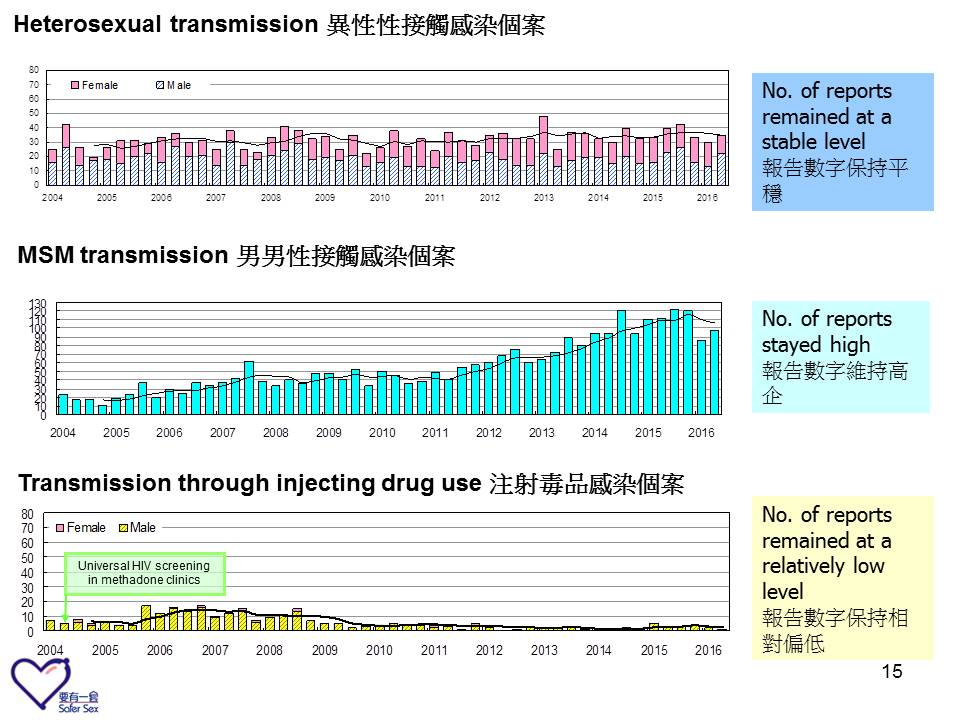 Heterosexual transmission 異性性接觸感染個案
80
70
60
50
40
30
20
10
0
Female Male
2004 2005 2006 2007 2008 2009 2010 2011 2012 2013 2014 2015 2016
No. of reports
remained at a
stable level
報告數字保持平
穩
MSM transmission 男男性接觸感染個案
130
120
110
100
90
80
70
60
50
40
30
20
10
0
2004 2005 2006 2007 2008 2009 2010 2011 2012 2013 2014 2015 2016
No. of reports
stayed high
報告數字維持高
企
Transmission through injecting drug use 注射毒品感染個案
80
70
60
50
40
30
20
10
0
Female Male
Universal HIV screening
in methadone clinics
2004 2005 2006 2007 2008 2009 2010 2011 2012 2013 2014 2015 2016
No. of reports
remained at a
relatively low
level
報告數字保持相
對偏低
15
要有一套
Safer Sex